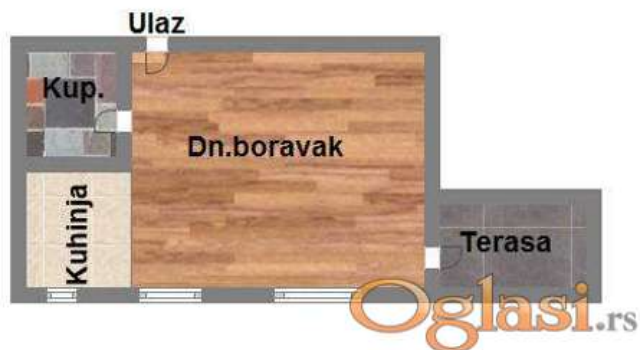 Ulaz
Kup.
Dn.boravak
Kuhinja
Terasa
Oglasi.rs